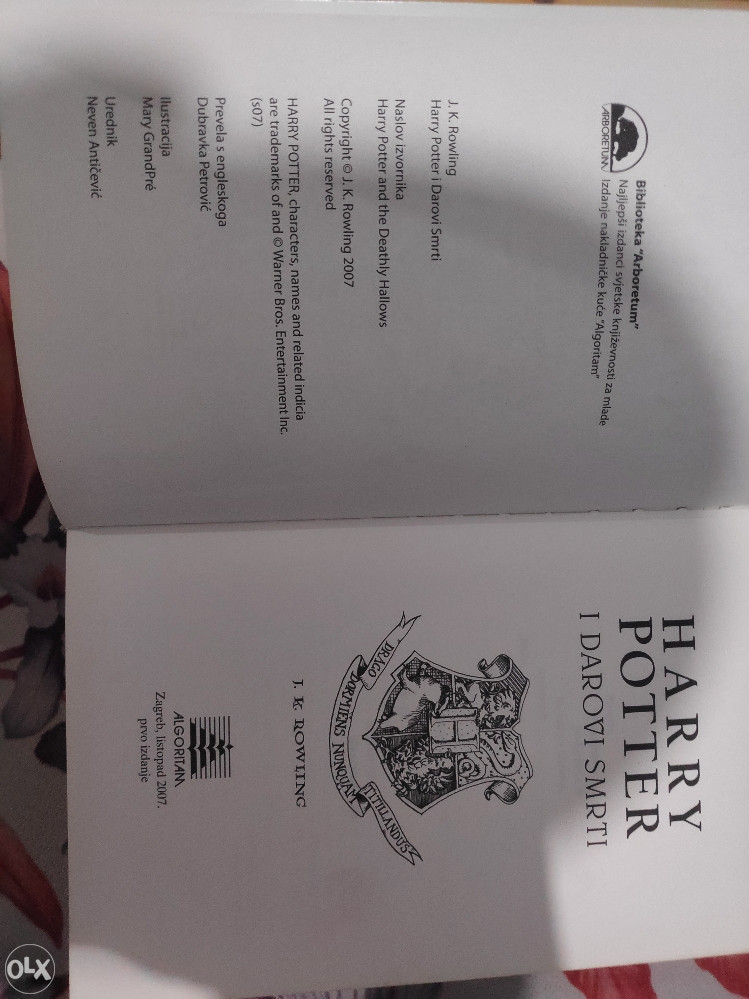 Biblioteka "Arboretum"
Najljepši izdanci svjetske književnosti za mlade
Izdanje nakladničke kuće "Algoritam"
ARBORETUM
J. K. Rowling
Harry Potter i Darovi Smrti
Naslov izvornika
Harry Potter and the Deathly Hallows
Copyright © J. K. Rowling 2007
All rights reserved
HARRY POTTER, characters, names and related indicia
are trademarks of and © Warner Bros. Entertainment Inc.
(s07)
Prevela s engleskoga
Dubravka Petrović
Ilustracija
Mary GrandPré
Urednik
Neven Antičević
HARRY
POTTER
I DAROVI SMRTI
H
DRACO DORMIENS NUNQUAM TITILLANDUS
J. K. ROWLING
ALGORITAM
Zagreb, listopad 2007.
prvo izdanje
OLX